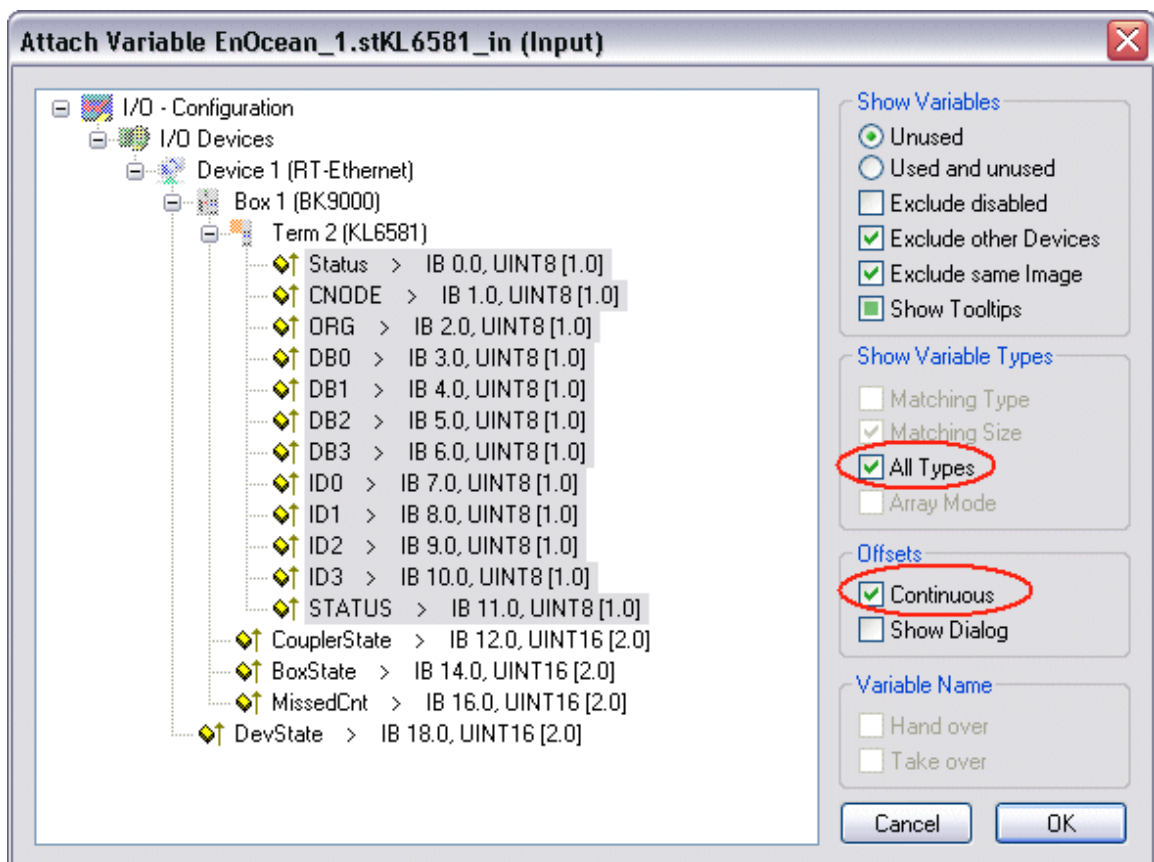 Attach Variable EnOcean_1.stKL6581_in (Input)
I/O - Configuration
I/O Devices
Device 1 (RT-Ethernet)
Box 1 (BK9000)
Term 2 (KL6581)
Status > IB 0.0, UINT8 [1.0]
CNODE > IB 1.0, UINT8 [1.0]
ORG > IB 2.0, UINT8 [1.0]
DB0 > IB 3.0, UINT8 [1.0]
DB1 > IB 4.0, UINT8 [1.0]
DB2 > IB 5.0, UINT8 [1.0]
DB3 > IB 6.0, UINT8 [1.0]
ID0 > IB 7.0, UINT8 [1.0]
ID1 > IB 8.0, UINT8 [1.0]
ID2 > IB 9.0, UINT8 [1.0]
ID3 > IB 10.0, UINT8 [1.0]
STATUS > IB 11.0, UINT8 [1.0]
CouplerState > IB 12.0, UINT16 [2.0]
BoxState > IB 14.0, UINT16 [2.0]
MissedCnt > IB 16.0, UINT16 [2.0]
DevState > IB 18.0, UINT16 [2.0]
Show Variables
Unused
Used and unused
Exclude disabled
Exclude other Devices
Exclude same Image
Show Tooltips
Show Variable Types
Matching Type
Matching Size
All Types
Array Mode
Offsets
Continuous
Show Dialog
Variable Name
Hand over
Take over
Cancel
OK